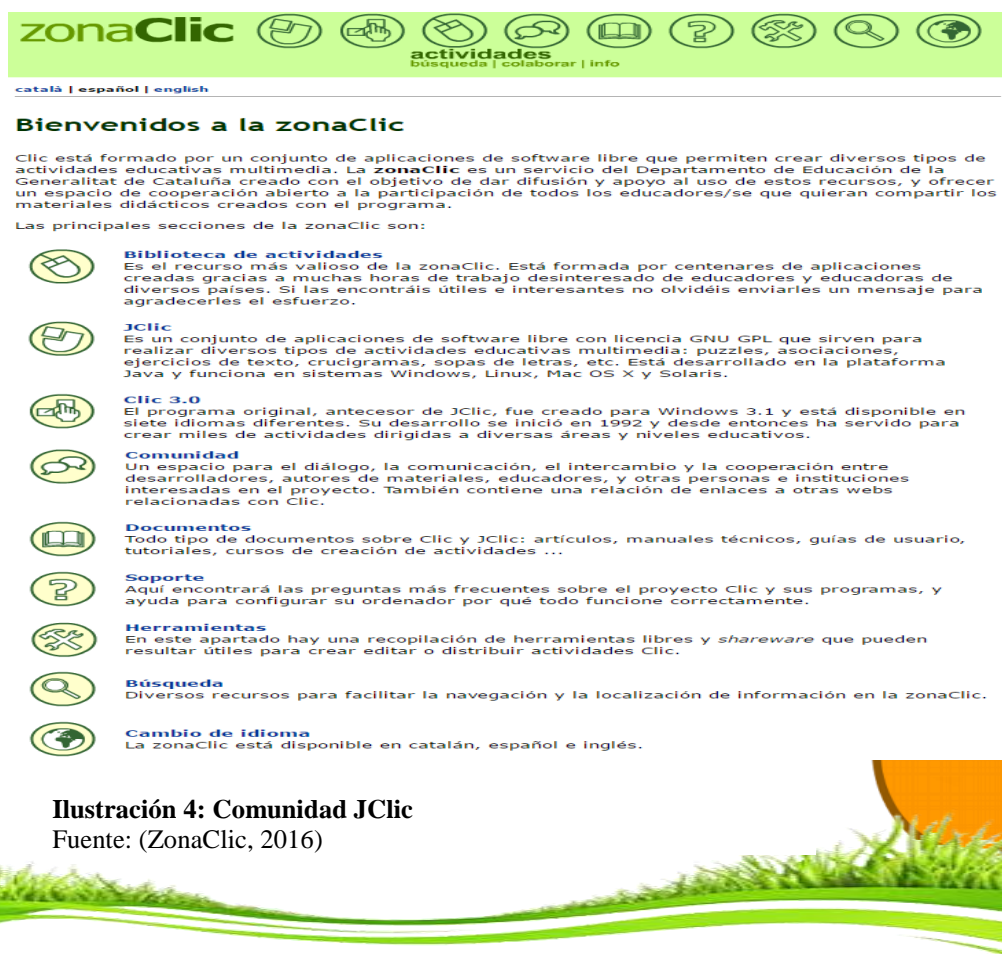 zonaClic
actividades
búsqueda | colaborar | info
català | español | english
Bienvenidos a la zonaClic
Clic está formado por un conjunto de aplicaciones de software libre que permiten crear diversos tipos de
actividades educativas multimedia. La zonaClic es un servicio del Departamento de Educación de la
Generalitat de Cataluña creado con el objetivo de dar difusión y apoyo al uso de estos recursos, y ofrecer
un espacio de cooperación abierto a la participación de todos los educadores/se que quieran compartir los
materiales didácticos creados con el programa.
Las principales secciones de la zonaClic son:
Biblioteca de actividades
Es el recurso más valioso de la zonaClic. Está formada por centenares de aplicaciones
creadas gracias a muchas horas de trabajo desinteresado de educadores y educadoras de
diversos países. Si las encontráis útiles e interesantes no olvidéis enviarles un mensaje para
agradecerles el esfuerzo.
JClic
Es un conjunto de aplicaciones de software libre con licencia GNU GPL que sirven para
realizar diversos tipos de actividades educativas multimedia: puzzles, asociaciones,
ejercicios de texto, crucigramas, sopas de letras, etc. Está desarrollado en la plataforma
Java y funciona en sistemas Windows, Linux, Mac OS X y Solaris.
Clic 3.0
El programa original, antecesor de JClic, fue creado para Windows 3.1 y está disponible en
siete idiomas diferentes. Su desarrollo se inició en 1992 y desde entonces ha servido para
crear miles de actividades dirigidas a diversas áreas y niveles educativos.
Comunidad
Un espacio para el diálogo, la comunicación, el intercambio y la cooperación entre
desarrolladores, autores de materiales, educadores, y otras personas e instituciones
interesadas en el proyecto. También contiene una relación de enlaces a otras webs
relacionadas con Clic.
Documentos
Todo tipo de documentos sobre Clic y JClic: artículos, manuales técnicos, guías de usuario,
tutoriales, cursos de creación de actividades ...
Soporte
Aquí encontrará las preguntas más frecuentes sobre el proyecto Clic y sus programas, y
ayuda para configurar su ordenador por qué todo funcione correctamente.
Herramientas
En este apartado hay una recopilación de herramientas libres y shareware que pueden
resultar útiles para crear editar o distribuir actividades Clic.
Búsqueda
Diversos recursos para facilitar la navegación y la localización de información en la zonaClic.
Cambio de idioma
La zonaClic está disponible en catalán, español e inglés.
Ilustración 4: Comunidad JClic
Fuente: (ZonaClic, 2016)